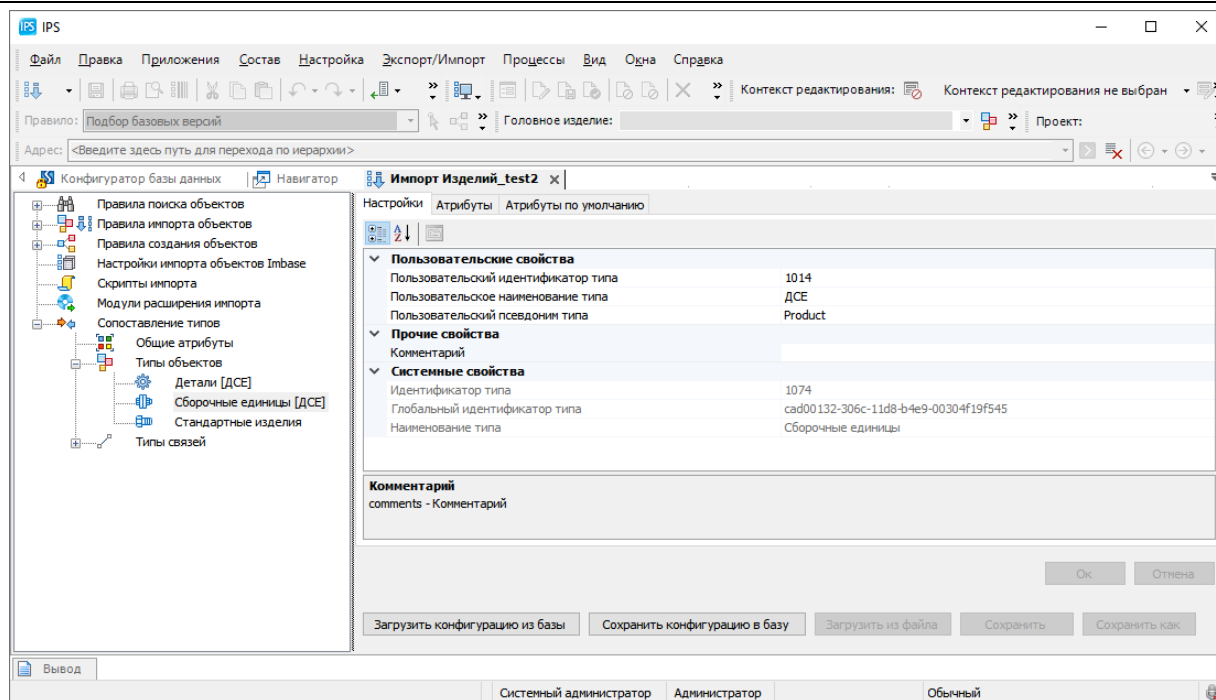 IPS
Файл Правка Приложения Состав Настройка Экспорт/Импорт Процессы Вид Окна Справка
Контекст редактирования: Контекст редактирования не выбран
Правило: Подбор базовых версий Головное изделие: Проект:
Адрес: <Введите здесь путь для перехода по иерархии>
Конфигуратор базы данных Навигатор Импорт Изделий_test2
Правила поиска объектов
Правила импорта объектов
Правила создания объектов
Настройки импорта объектов Imbase
Скрипты импорта
Модули расширения импорта
Сопоставление типов
Общие атрибуты
Типы объектов
Детали [ДСЕ]
Сборочные единицы [ДСЕ]
Стандартные изделия
Типы связей
Настройки Атрибуты Атрибуты по умолчанию
Пользовательские свойства
Пользовательский идентификатор типа 1014
Пользовательское наименование типа ДСЕ
Пользовательский псевдоним типа Product
Прочие свойства
Комментарий
Системные свойства
Идентификатор типа 1074
Глобальный идентификатор типа cad00132-306c-11d8-b4e9-00304f19f545
Наименование типа Сборочные единицы
Комментарий
comments - Комментарий
Ок Отмена
Загрузить конфигурацию из базы Сохранить конфигурацию в базу Загрузить из файла Сохранить Сохранить как
Вывод
Системный администратор Администратор Обычный